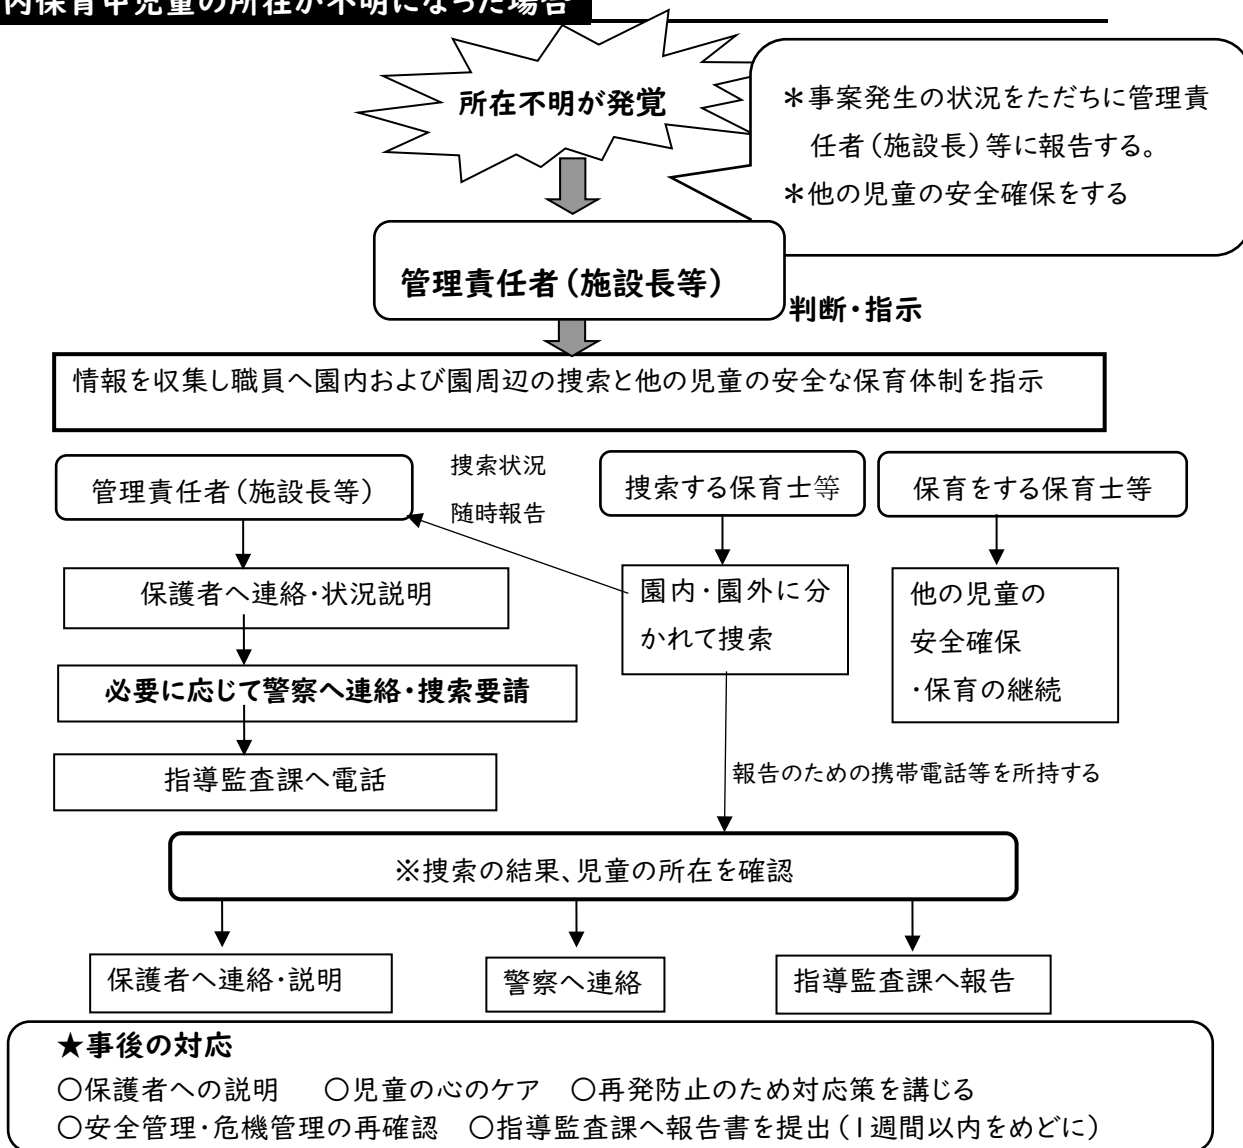 内保育中児童の所在が不明になった場合
所在不明が発覚
＊事案発生の状況をただちに管理責
任者（施設長）等に報告する。
＊他の児童の安全確保をする
管理責任者（施設長等）
判断・指示
情報を収集し職員へ園内および園周辺の捜索と他の児童の安全な保育体制を指示
管理責任者（施設長等）
捜索状況
随時報告
捜索する保育士等
保育をする保育士等
保護者へ連絡・状況説明
園内・園外に分
かれて捜索
他の児童の
安全確保
・保育の継続
必要に応じて警察へ連絡・捜索要請
指導監査課へ電話
報告のための携帯電話等を所持する
※捜索の結果、児童の所在を確認
保護者へ連絡・説明
警察へ連絡
指導監査課へ報告
★事後の対応
〇保護者への説明　〇児童の心のケア　〇再発防止のため対応策を講じる
〇安全管理・危機管理の再確認　〇指導監査課へ報告書を提出（1週間以内をめどに）